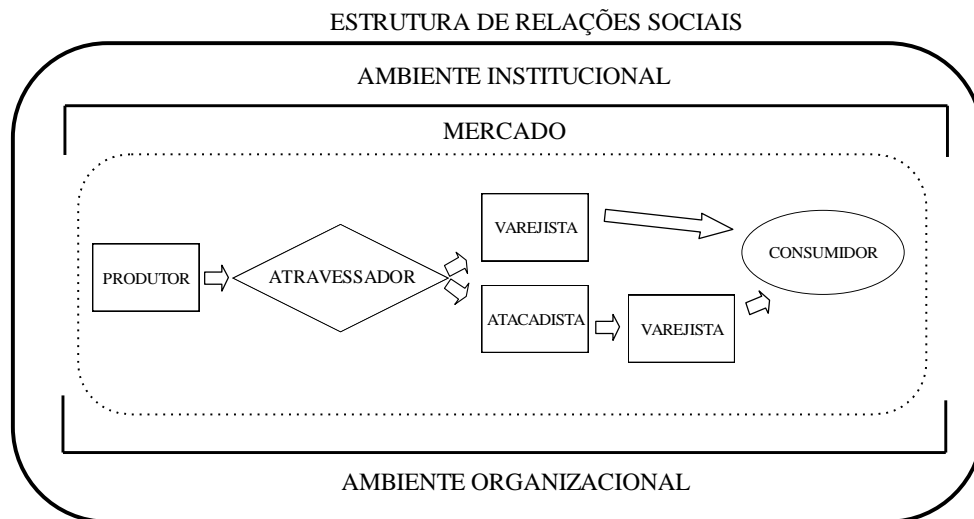 ESTRUTURA DE RELAÇÕES SOCIAIS
AMBIENTE INSTITUCIONAL
MERCADO
PRODUTOR
ATRAVESSADOR
VAREJISTA
ATACADISTA
VAREJISTA
CONSUMIDOR
AMBIENTE ORGANIZACIONAL